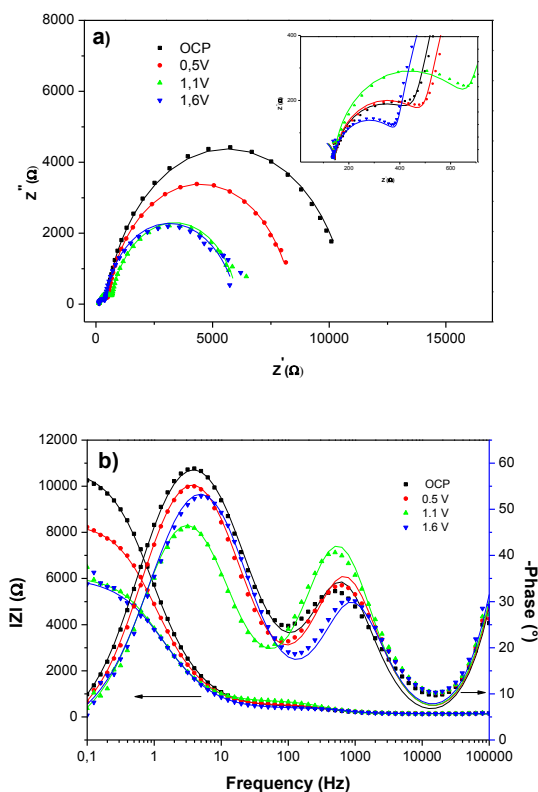 a)
OCP
0,5V
1,1V
1,6V
8000
6000
4000
2000
0
Z'' (Ω)
0 5000 10000 15000
Z' (Ω)
400
200
0
Z'' (Ω)
200 400 600
Z' (Ω)
b)
OCP
0.5 V
1.1 V
1.6 V
12000
10000
8000
6000
4000
2000
0
|Z| (Ω)
60
50
40
30
20
10
0
-Phase (°)
0,1 1 10 100 1000 10000 100000
Frequency (Hz)